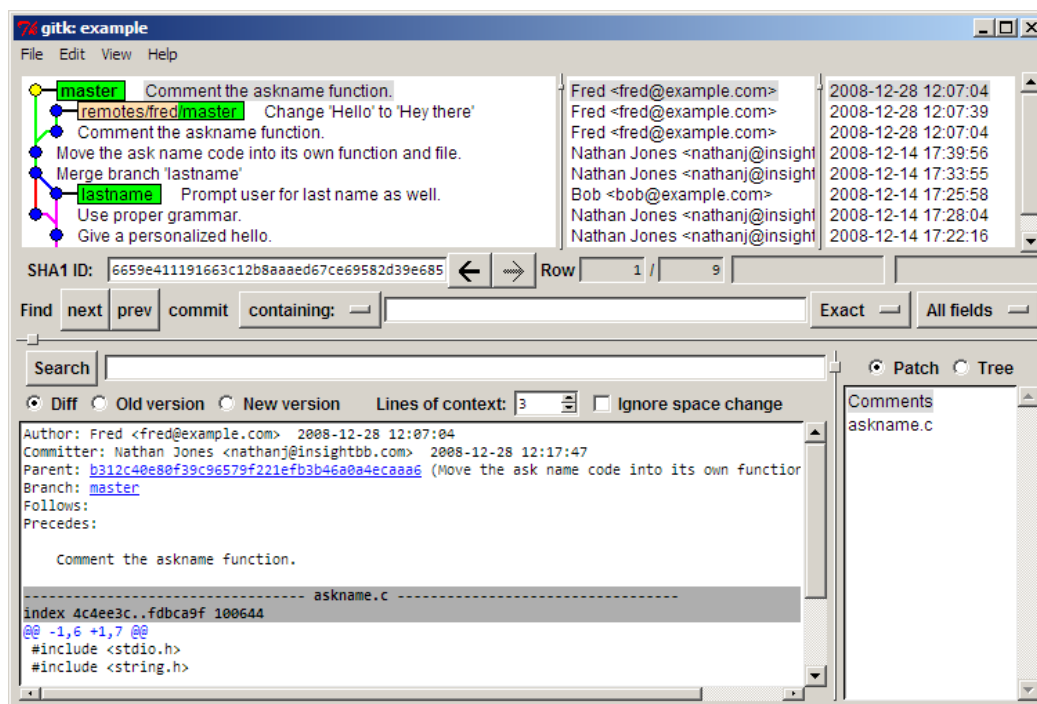 gitk: example
File Edit View Help
master Comment the askname function. Fred <fred@example.com> 2008-12-28 12:07:04
remotes/fred/master Change 'Hello' to 'Hey there' Fred <fred@example.com> 2008-12-28 12:07:39
Comment the askname function. Fred <fred@example.com> 2008-12-28 12:07:04
Move the ask name code into its own function and file. Nathan Jones <nathanj@insight 2008-12-14 17:39:56
Merge branch 'lastname' Nathan Jones <nathanj@insight 2008-12-14 17:33:55
lastname Prompt user for last name as well. Bob <bob@example.com> 2008-12-14 17:25:58
Use proper grammar. Nathan Jones <nathanj@insight 2008-12-14 17:28:04
Give a personalized hello. Nathan Jones <nathanj@insight 2008-12-14 17:22:16
SHA1 ID: 6659e411191663c12b8aaaed67ce69582d39e685 Row 1 / 9
Find next prev commit containing: Exact All fields
Search Patch Tree
Diff Old version New version Lines of context: 3 Ignore space change Comments
askname.c
Author: Fred <fred@example.com> 2008-12-28 12:07:04
Committer: Nathan Jones <nathanj@insightbb.com> 2008-12-28 12:17:47
Parent: b312c40e80f39c96579f221efb3b46a0a4ecaaa6 (Move the ask name code into its own function
Branch: master
Follows:
Precedes:
Comment the askname function.
---------------------------------- askname.c ----------------------------------
index 4c4ee3c..fdbca9f 100644
@@ -1,6 +1,7 @@
#include <stdio.h>
#include <string.h>